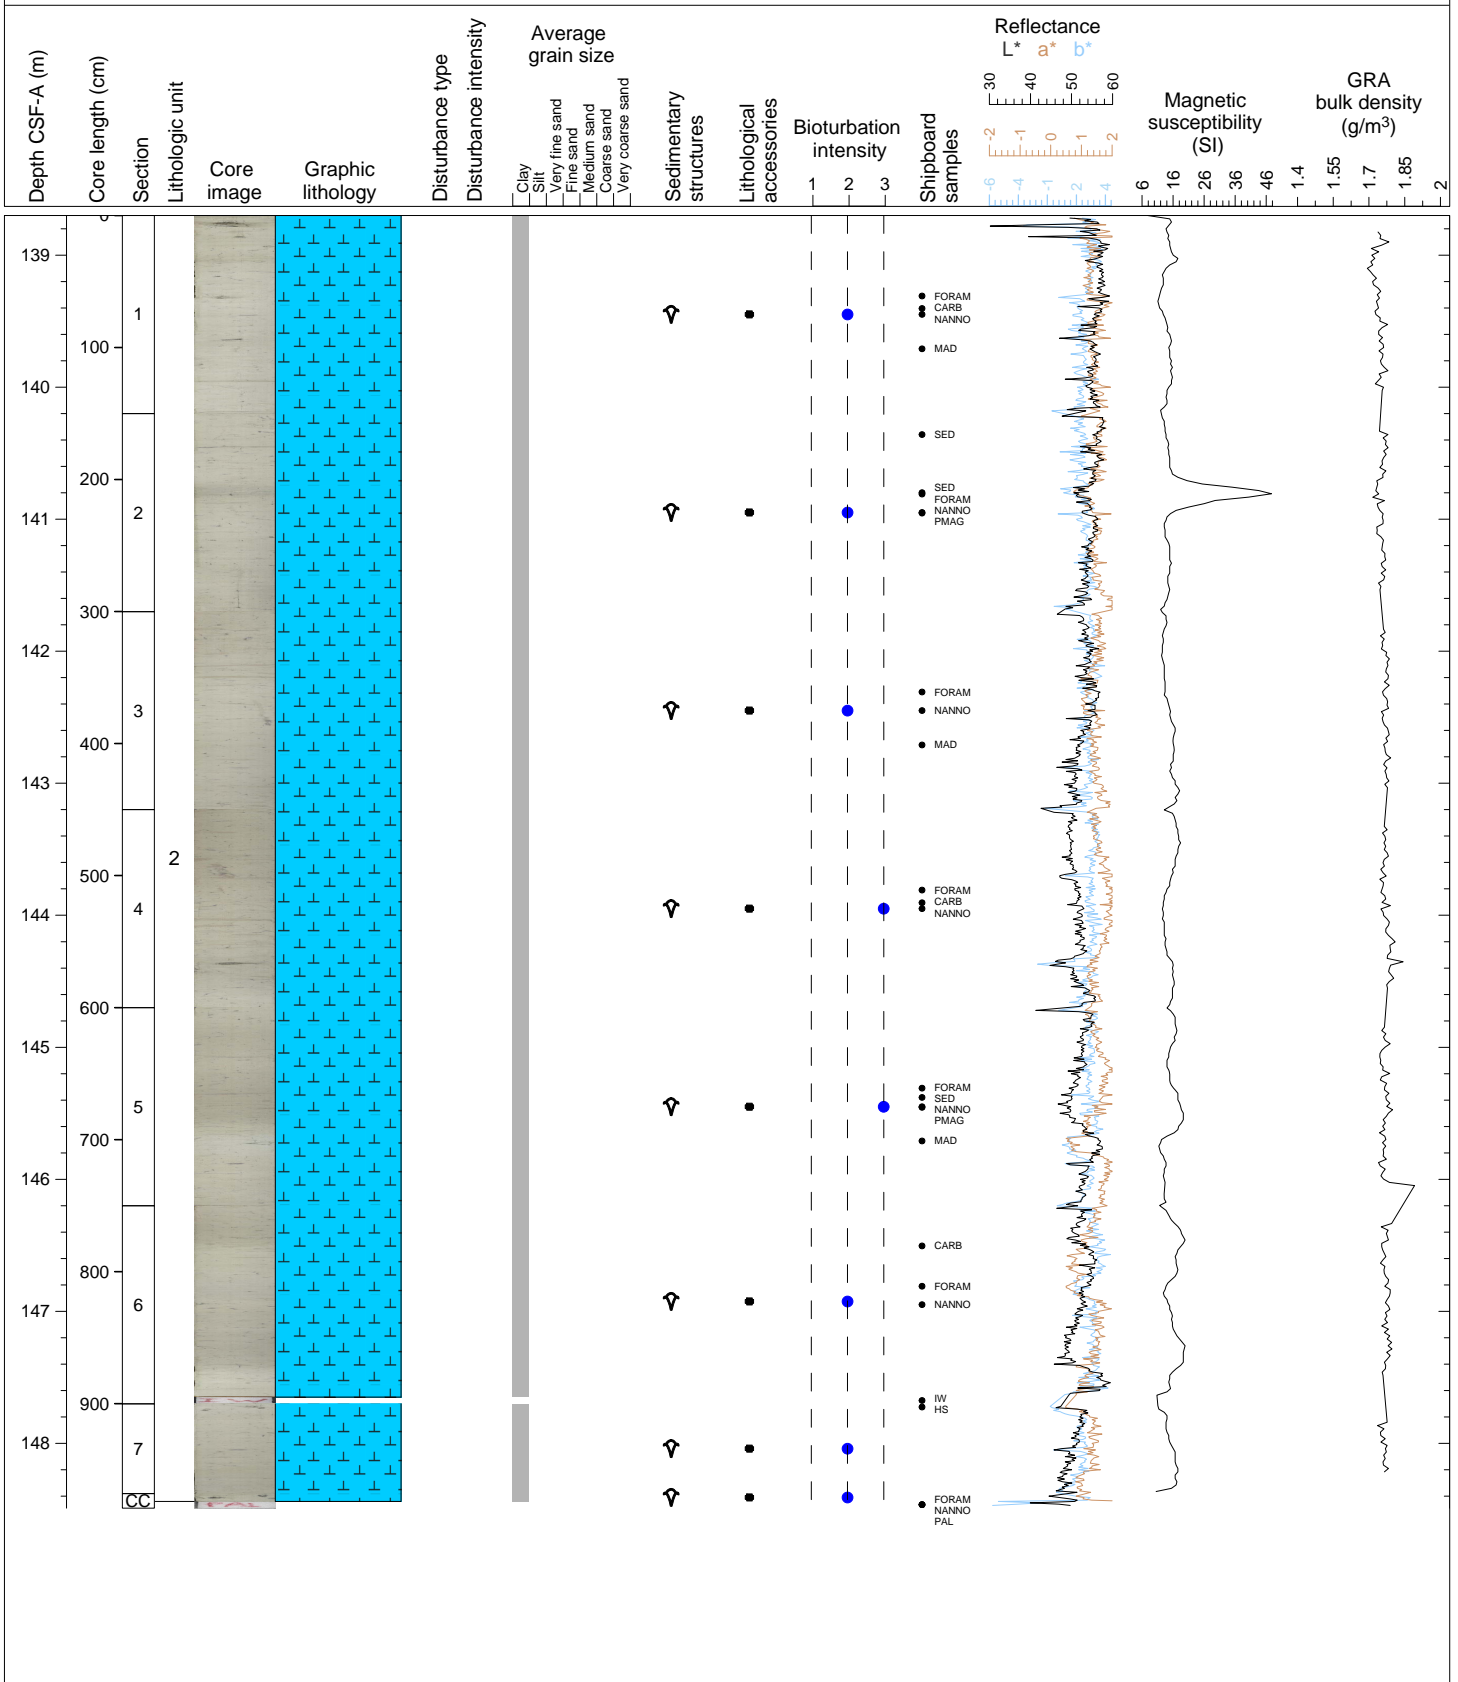 Depth CSF-A (m)
Core length (cm)
Section
Lithologic unit
Core
image
Graphic
lithology
Disturbance type
Disturbance intensity
Average
grain size
Clay
Silt
Very fine sand
Fine sand
Medium sand
Coarse sand
Very coarse sand
Sedimentary
structures
Lithological
accessories
Bioturbation
intensity
1 2 3
Shipboard
samples
Reflectance
L* a* b*
30 40 50 60
-2 -1 0 1 2
-6 -4 -1 2 4
Magnetic
susceptibility
(SI)
6 16 26 36 46
GRA
bulk density
(g/m³)
1.4 1.55 1.7 1.85 2
0
139
FORAM
CARB
1
NANNO
100
MAD
140
SED
200
SED
FORAM
2
NANNO
141
PMAG
300
142
FORAM
3
NANNO
400
MAD
143
2
500
FORAM
CARB
4
NANNO
144
600
145
FORAM
SED
5
NANNO
PMAG
700
MAD
146
CARB
800
FORAM
6
NANNO
147
IW
900
HS
148
7
CC
FORAM
NANNO
PAL
PAL